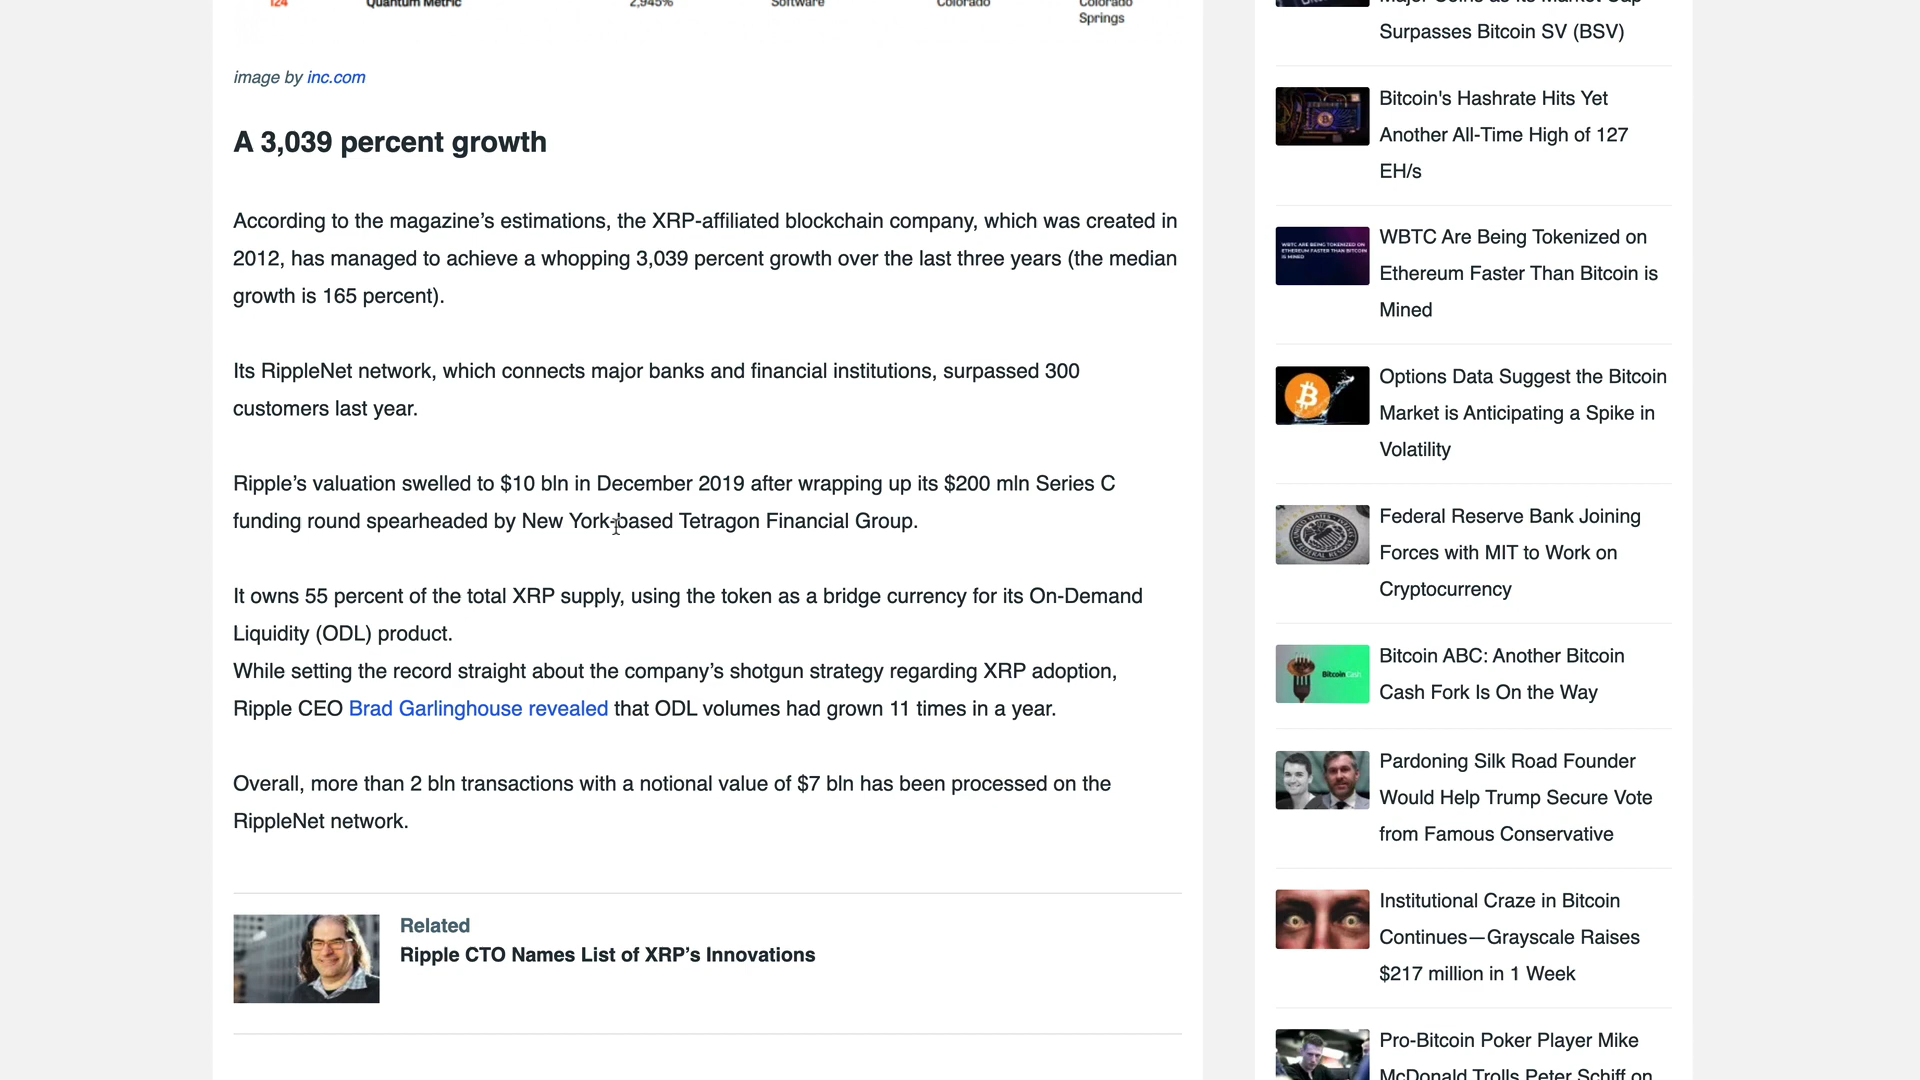 124 Quantum Metric 2,945% Software Colorado Colorado
Springs
image by inc.com
A 3,039 percent growth
According to the magazine’s estimations, the XRP-affiliated blockchain company, which was created in
2012, has managed to achieve a whopping 3,039 percent growth over the last three years (the median
growth is 165 percent).
Its RippleNet network, which connects major banks and financial institutions, surpassed 300
customers last year.
Ripple’s valuation swelled to $10 bln in December 2019 after wrapping up its $200 mln Series C
funding round spearheaded by New York-based Tetragon Financial Group.
It owns 55 percent of the total XRP supply, using the token as a bridge currency for its On-Demand
Liquidity (ODL) product.
While setting the record straight about the company’s shotgun strategy regarding XRP adoption,
Ripple CEO Brad Garlinghouse revealed that ODL volumes had grown 11 times in a year.
Overall, more than 2 bln transactions with a notional value of $7 bln has been processed on the
RippleNet network.
Related
Ripple CTO Names List of XRP’s Innovations
Major Coins as Its Market Cap
Surpasses Bitcoin SV (BSV)
Bitcoin's Hashrate Hits Yet
Another All-Time High of 127
EH/s
WBTC ARE BEING TOKENIZED ON
ETHEREUM FASTER THAN BITCOIN
IS MINED
WBTC Are Being Tokenized on
Ethereum Faster Than Bitcoin is
Mined
Options Data Suggest the Bitcoin
Market is Anticipating a Spike in
Volatility
Federal Reserve Bank Joining
Forces with MIT to Work on
Cryptocurrency
BitcoinCash
Bitcoin ABC: Another Bitcoin
Cash Fork Is On the Way
Pardoning Silk Road Founder
Would Help Trump Secure Vote
from Famous Conservative
Institutional Craze in Bitcoin
Continues—Grayscale Raises
$217 million in 1 Week
Pro-Bitcoin Poker Player Mike
McDonald Trolls Peter Schiff on